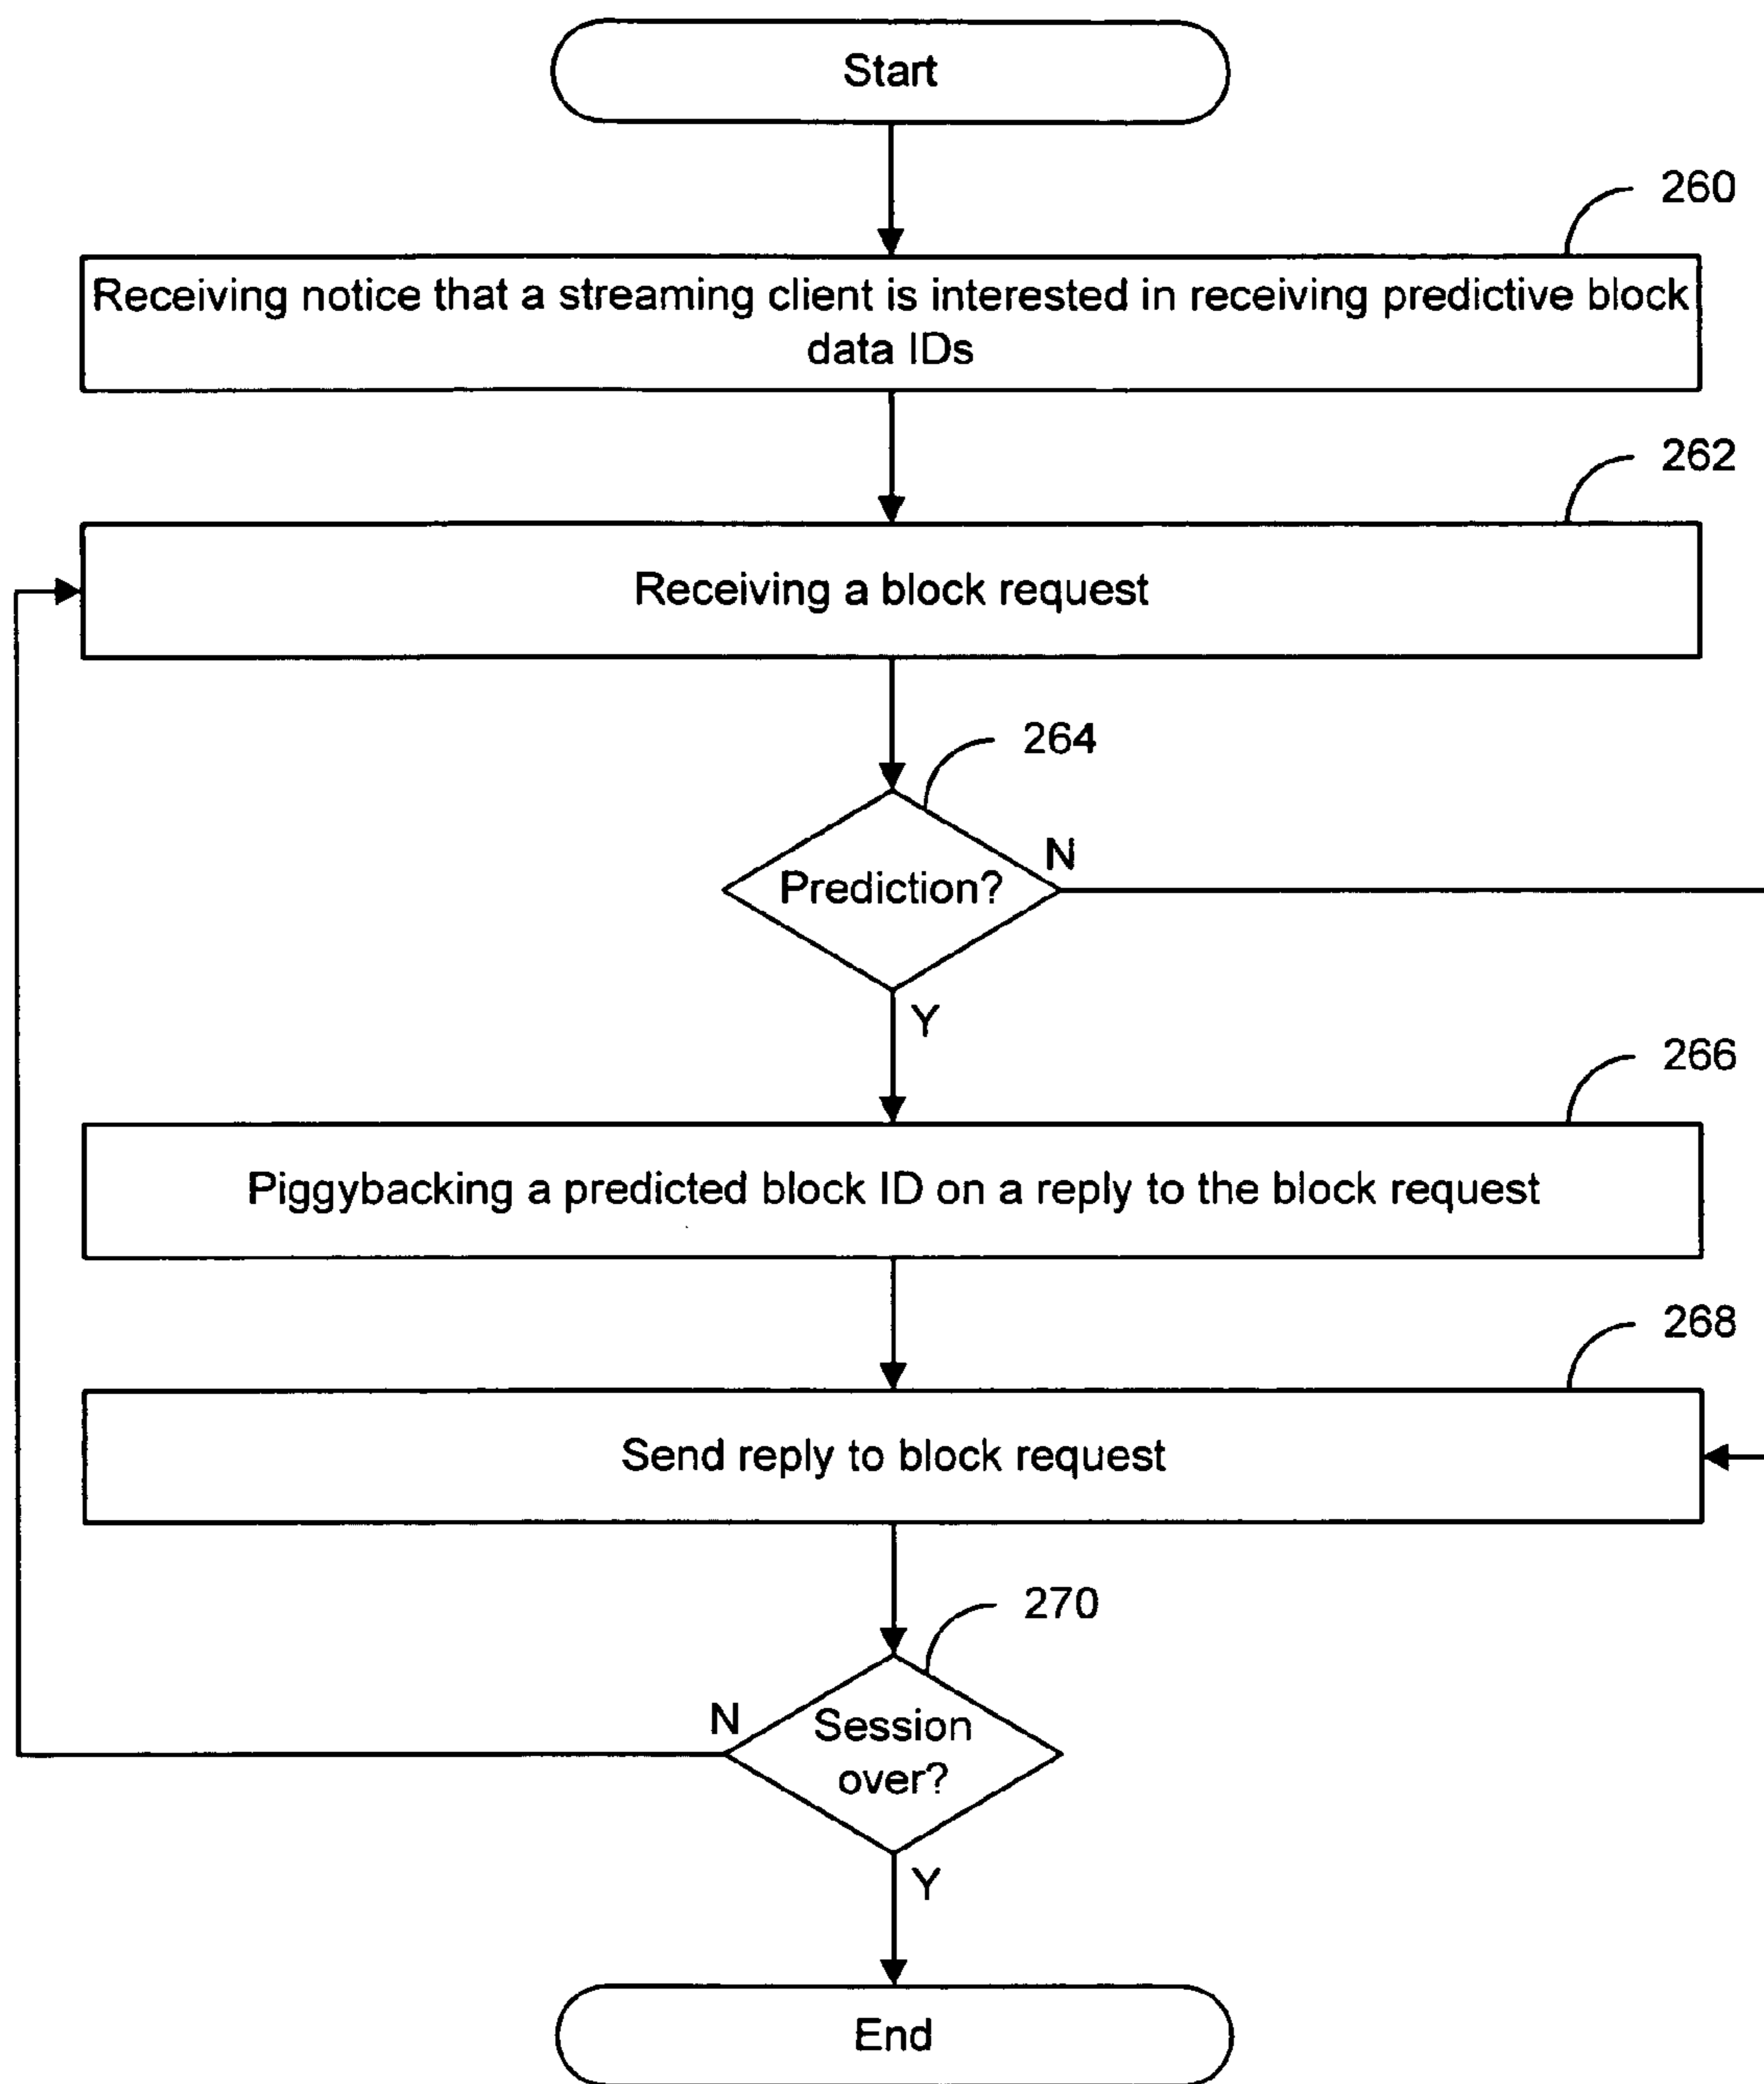 Start
260
Receiving notice that a streaming client is interested in receiving predictive block
data IDs
262
Receiving a block request
264
N
Prediction?
Y
266
Piggybacking a predicted block ID on a reply to the block request
268
Send reply to block request
270
N
Session
over?
Y
End